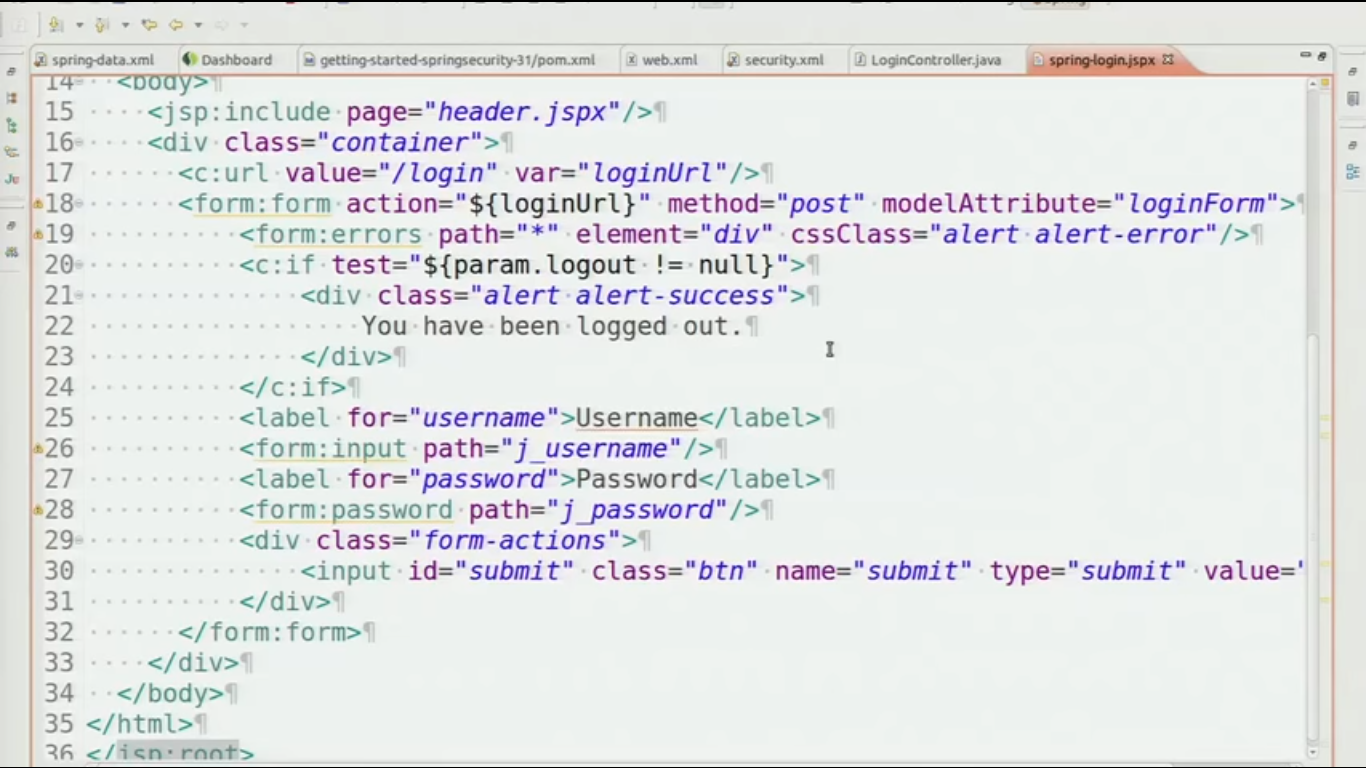 spring-data.xml Dashboard getting-started-springsecurity-31/pom.xml web.xml security.xml LoginController.java spring-login.jspx
14 <body>
15 <jsp:include page="header.jspx"/>
16 <div class="container">
17 <c:url value="/login" var="loginUrl"/>
18 <form:form action="${loginUrl}" method="post" modelAttribute="loginForm">
19 <form:errors path="*" element="div" cssClass="alert alert-error"/>
20 <c:if test="${param.logout != null}">
21 <div class="alert alert-success">
22 You have been logged out.
23 </div>
24 </c:if>
25 <label for="username">Username</label>
26 <form:input path="j_username"/>
27 <label for="password">Password</label>
28 <form:password path="j_password"/>
29 <div class="form-actions">
30 <input id="submit" class="btn" name="submit" type="submit" value="
31 </div>
32 </form:form>
33 </div>
34 </body>
35 </html>
36 </jsp:root>